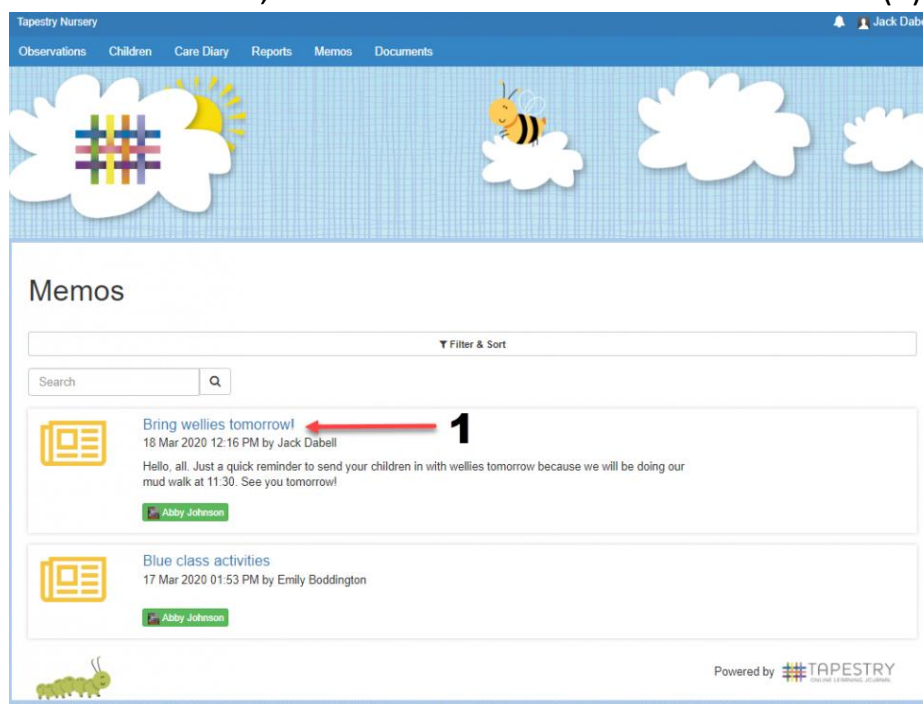 Tapestry Nursery
Jack Dabe
Observations Children Care Diary Reports Memos Documents
Memos
Filter & Sort
Search
Bring wellies tomorrow!
1
18 Mar 2020 12:16 PM by Jack Dabell
Hello, all. Just a quick reminder to send your children in with wellies tomorrow because we will be doing our
mud walk at 11:30. See you tomorrow!
Abby Johnson
Blue class activities
17 Mar 2020 01:53 PM by Emily Boddington
Abby Johnson
Powered by TAPESTRY
ONLINE LEARNING JOURNAL